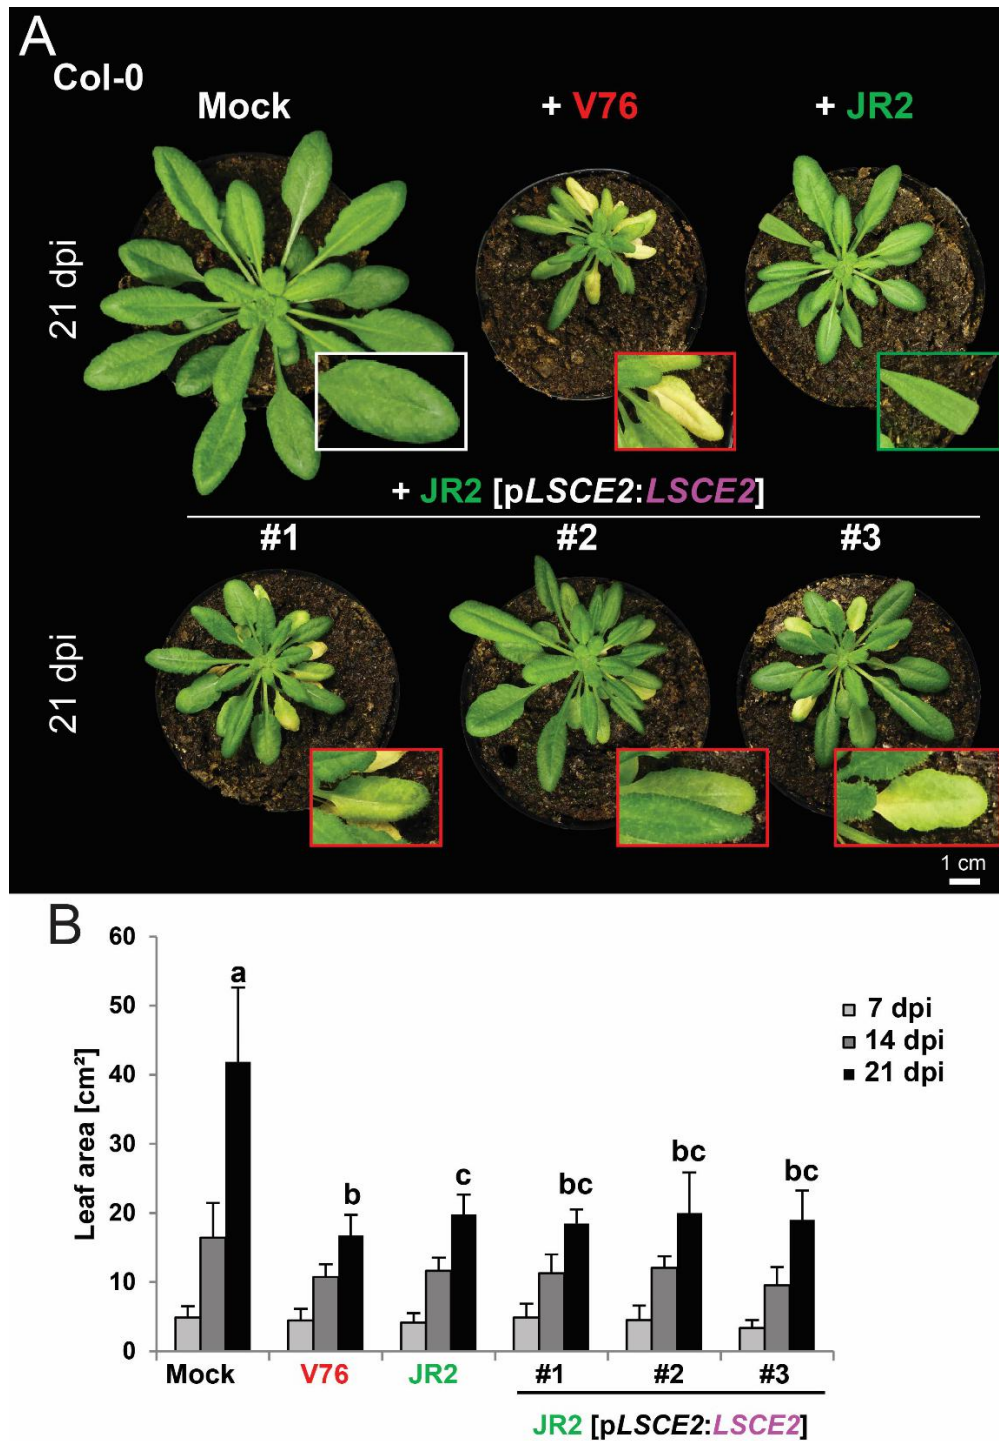 A
Col-0
Mock + V76 + JR2
21 dpi
+ JR2 [pLSCE2:LSCE2]
#1 #2 #3
21 dpi
1 cm
B
60
50
40
30
20
10
0
Leaf area [cm²]
a
b
c
bc
bc
bc
7 dpi
14 dpi
21 dpi
Mock V76 JR2 #1 #2 #3
JR2 [pLSCE2:LSCE2]